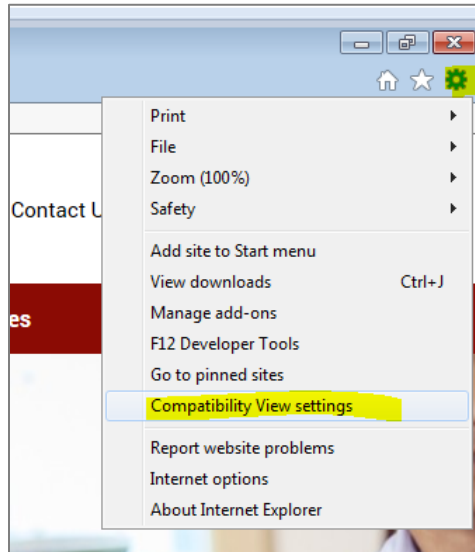 Print
File
Zoom (100%)
Contact U
Safety
Add site to Start menu
View downloads Ctrl+J
Manage add-ons
es
F12 Developer Tools
Go to pinned sites
Compatibility View settings
Report website problems
Internet options
About Internet Explorer